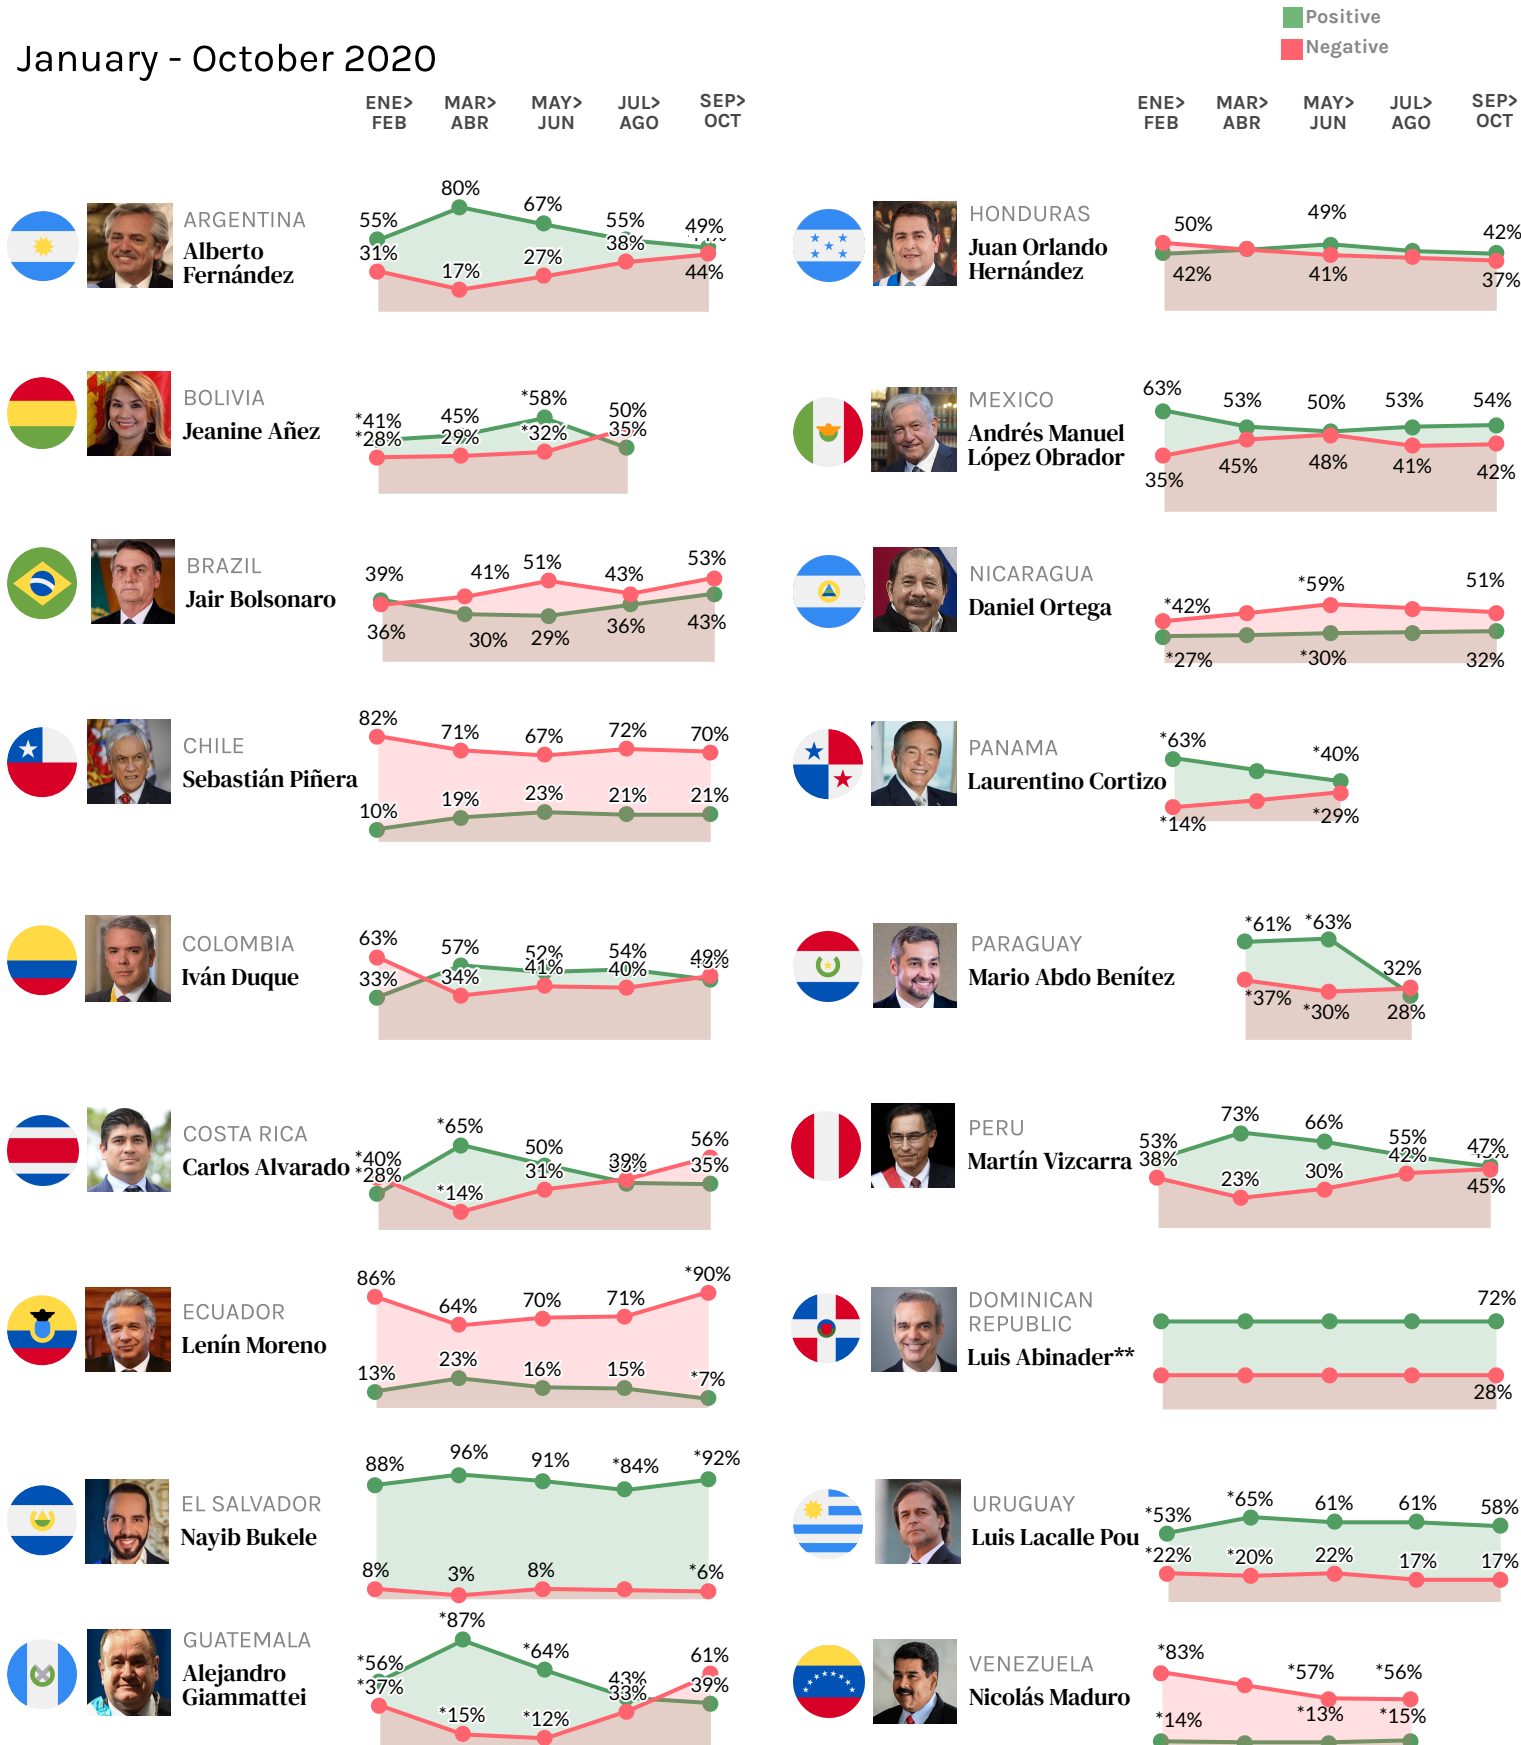 Positive
Negative
January - October 2020
ENE> MAR> MAY> JUL> SEP>
FEB ABR JUN AGO OCT
ENE> MAR> MAY> JUL> SEP>
FEB ABR JUN AGO OCT
ARGENTINA
Alberto
Fernández
55% 80% 67% 55% 49%
31% 17% 27% 38% 44%
HONDURAS
Juan Orlando
Hernández
50% 49% 42%
42% 41% 37%
BOLIVIA
Jeanine Añez
*41% 45% *58% 50%
*28% 29% *32% 35%
MEXICO
Andrés Manuel
López Obrador
63% 53% 50% 53% 54%
35% 45% 48% 41% 42%
BRAZIL
Jair Bolsonaro
39% 41% 51% 43% 53%
36% 30% 29% 36% 43%
NICARAGUA
Daniel Ortega
*42% *59% 51%
*27% *30% 32%
CHILE
Sebastián Piñera
82% 71% 67% 72% 70%
10% 19% 23% 21% 21%
PANAMA
Laurentino Cortizo
*63% *40%
*14% *29%
COLOMBIA
Iván Duque
63% 57% 52% 54% 49%
33% 34% 41% 40%
PARAGUAY
Mario Abdo Benítez
*61% *63% 32%
*37% *30% 28%
COSTA RICA
Carlos Alvarado
*40% *65% 50% 39% 56%
*28% *14% 31% 35%
PERU
Martín Vizcarra
53% 73% 66% 55% 47%
38% 23% 30% 42% 45%
ECUADOR
Lenín Moreno
86% 64% 70% 71% *90%
13% 23% 16% 15% *7%
DOMINICAN
REPUBLIC
Luis Abinader**
72%
28%
EL SALVADOR
Nayib Bukele
88% 96% 91% *84% *92%
8% 3% 8% *6%
URUGUAY
Luis Lacalle Pou
*53% *65% 61% 61% 58%
*22% *20% 22% 17% 17%
GUATEMALA
Alejandro
Giammattei
*56% *87% *64% 43% 61%
*37% *15% *12% 33% 39%
VENEZUELA
Nicolás Maduro
*83% *57% *56%
*14% *13% *15%